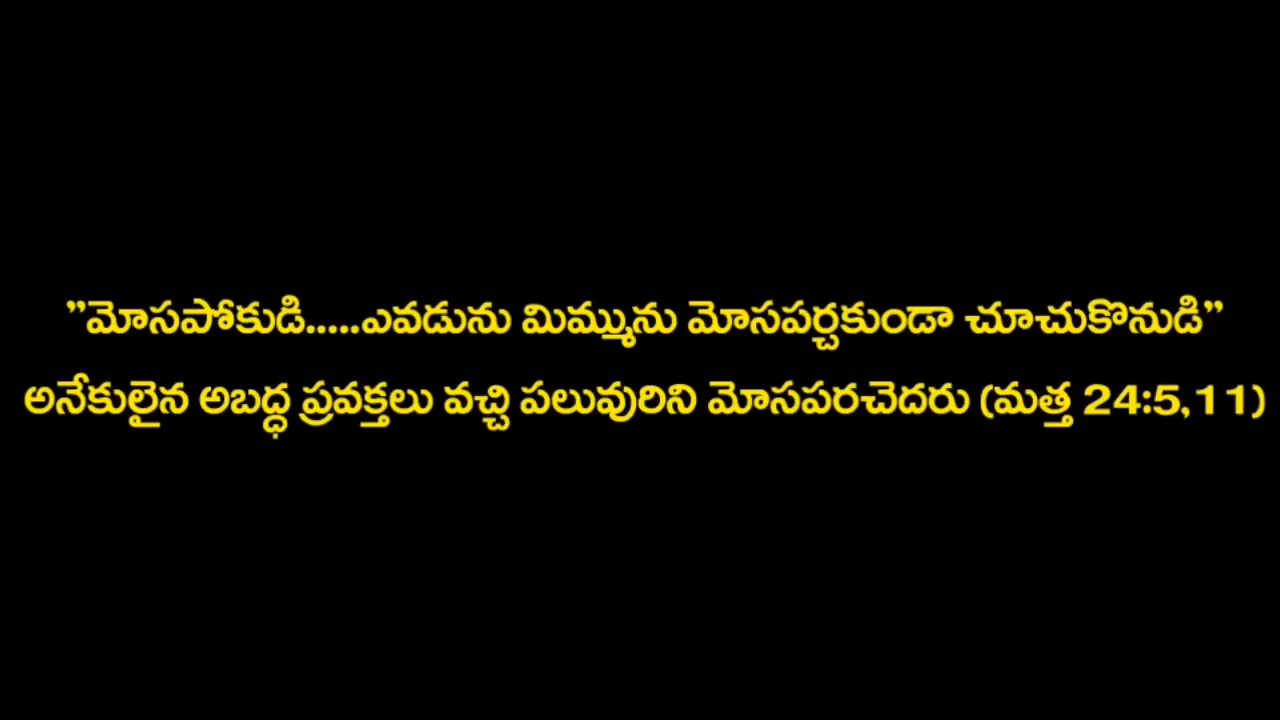 ”మోసపోకుడి.....ఎవడును మిమ్మును మోసపర్చకుండా చూచుకొనుడి”
అనేకులైన అబద్ధ ప్రవక్తలు వచ్చి పలువురిని మోసపరచెదరు (మత్త 24:5,11)